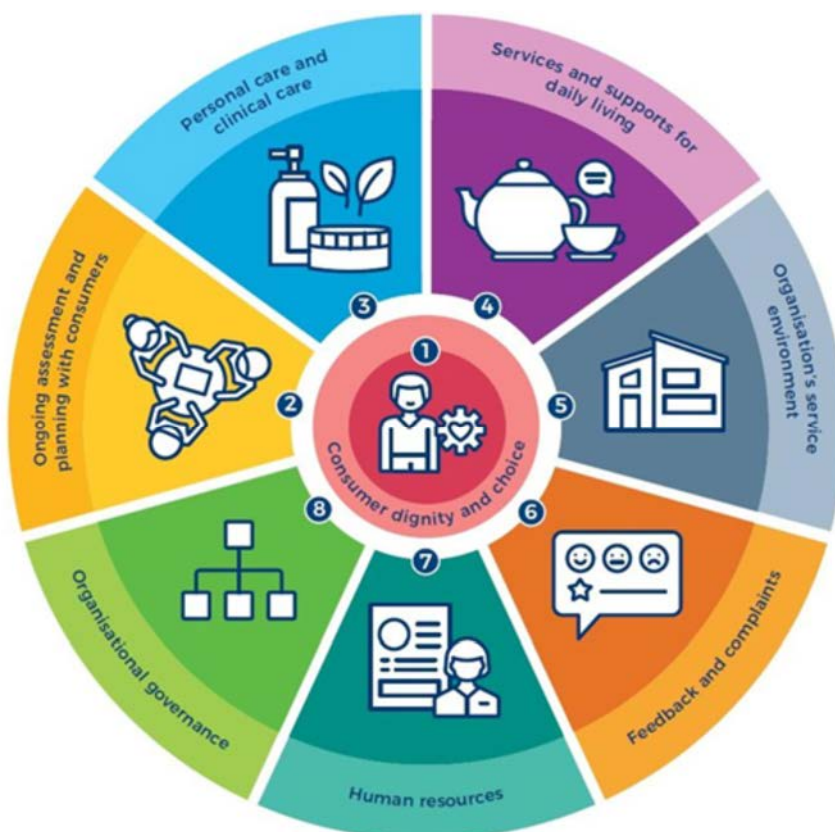 1
Consumer dignity and choice
2
Ongoing assessment and
planning with consumers
3
Personal care and
clinical care
4
Services and supports for
daily living
5
Organisation's service
environment
6
Feedback and complaints
7
Human resources
8
Organisational governance